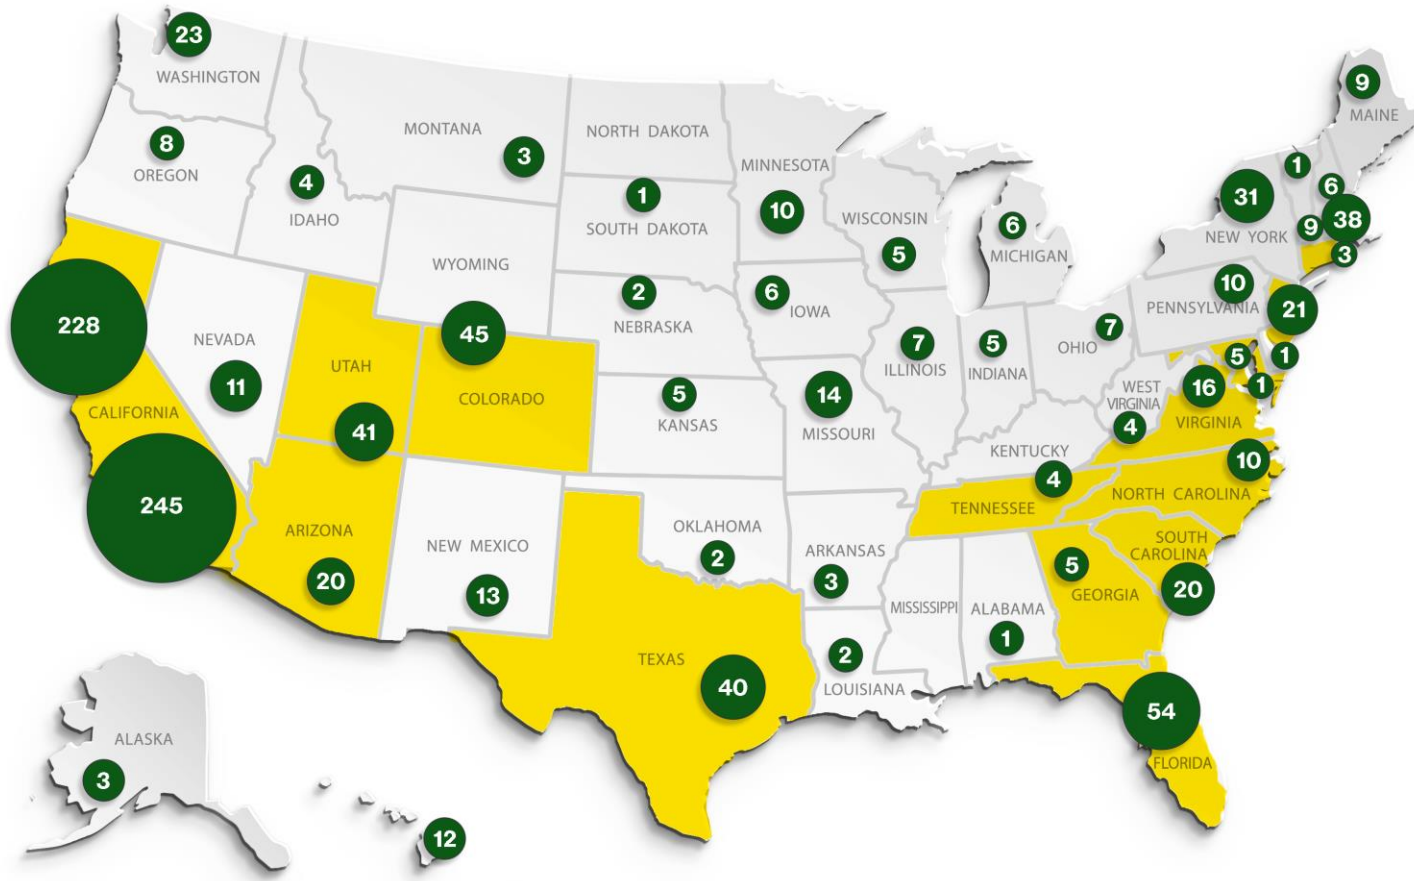 23
WASHINGTON
8
OREGON
4
IDAHO
MONTANA
3
NORTH DAKOTA
1
SOUTH DAKOTA
MINNESOTA
10
WISCONSIN
5
6
MICHIGAN
9
MAINE
1
6
31
NEW YORK
38
9
3
WYOMING
2
NEBRASKA
6
IOWA
10
PENNSYLVANIA
21
228
CALIFORNIA
245
NEVADA
11
UTAH
41
45
COLORADO
5
KANSAS
14
MISSOURI
7
ILLINOIS
5
INDIANA
7
OHIO
WEST
VIRGINIA
4
5
1
1
16
VIRGINIA
KENTUCKY
4
TENNESSEE
10
NORTH CAROLINA
ARIZONA
20
NEW MEXICO
13
OKLAHOMA
2
ARKANSAS
3
MISSISSIPPI
ALABAMA
1
5
GEORGIA
SOUTH
CAROLINA
20
TEXAS
40
2
LOUISIANA
54
FLORIDA
ALASKA
3
12